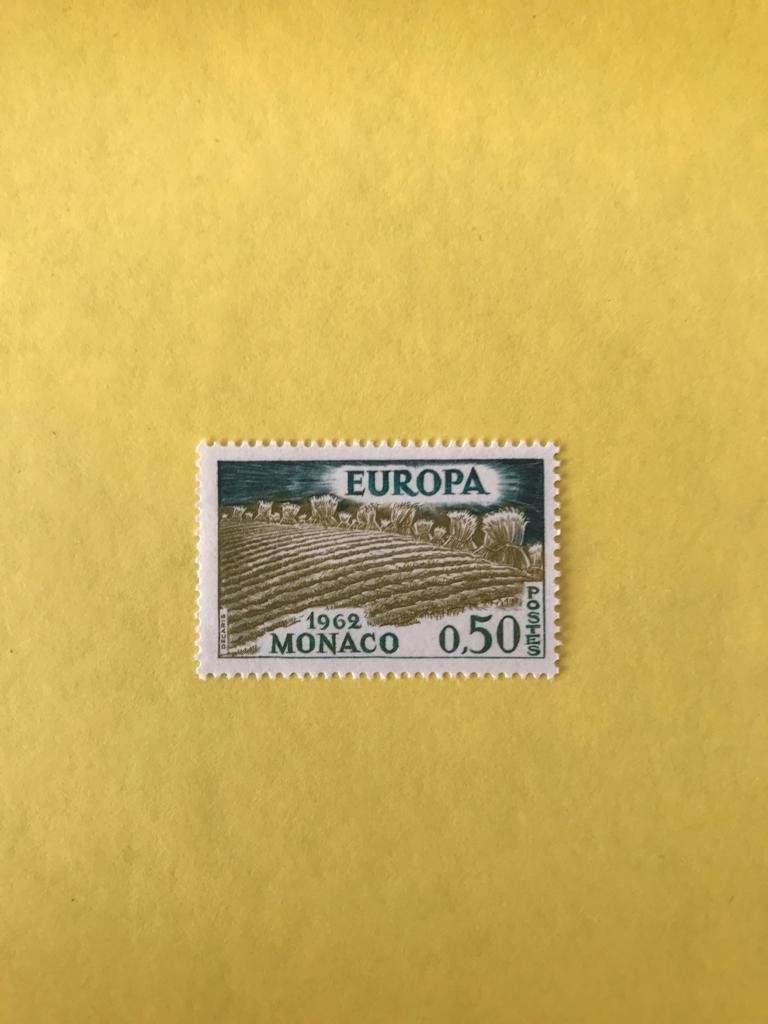 EUROPA
1962
MONACO
0,50
POSTES
DECARIS